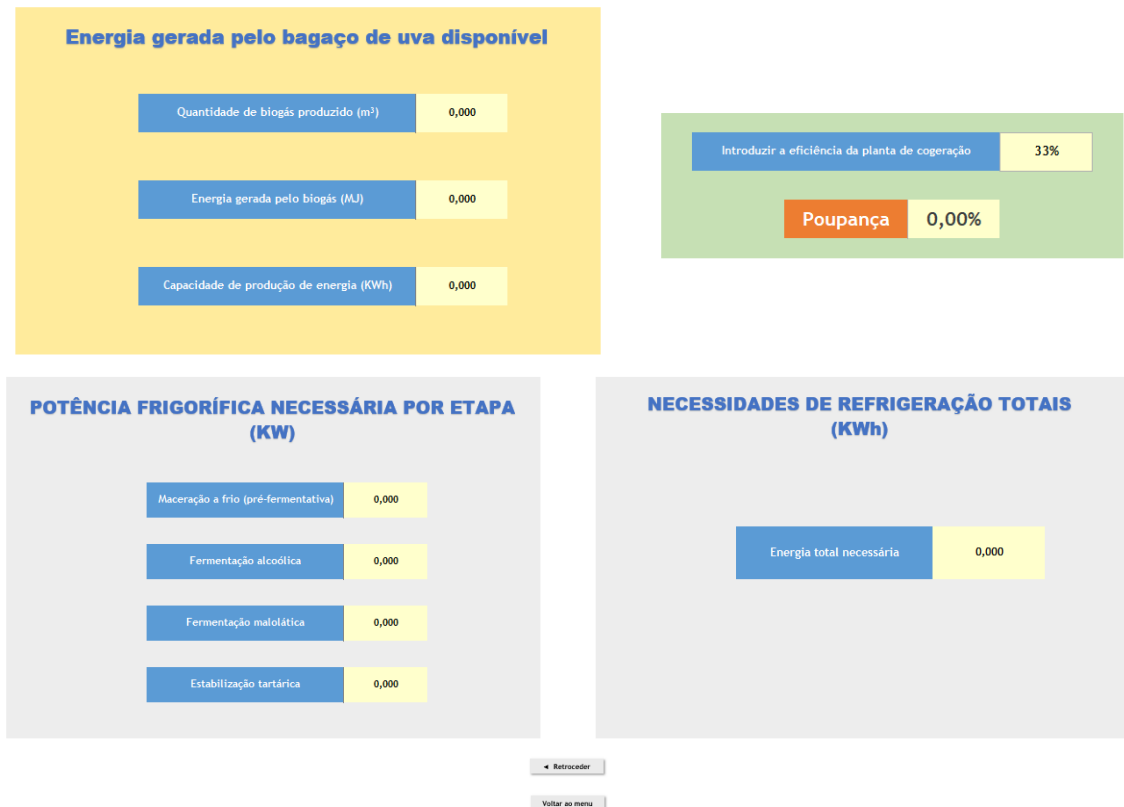 Energia gerada pelo bagaço de uva disponível
Quantidade de biogás produzido (m³) 0,000
Energia gerada pelo biogás (MJ) 0,000
Capacidade de produção de energia (KWh) 0,000
Introduzir a eficiência da planta de cogeração 33%
Poupança 0,00%
POTÊNCIA FRIGORÍFICA NECESSÁRIA POR ETAPA
(KW)
Maceração a frio (pré-fermentativa) 0,000
Fermentação alcoólica 0,000
Fermentação malolática 0,000
Estabilização tartárica 0,000
NECESSIDADES DE REFRIGERAÇÃO TOTAIS
(KWh)
Energia total necessária 0,000
◄ Retroceder
Voltar ao menu